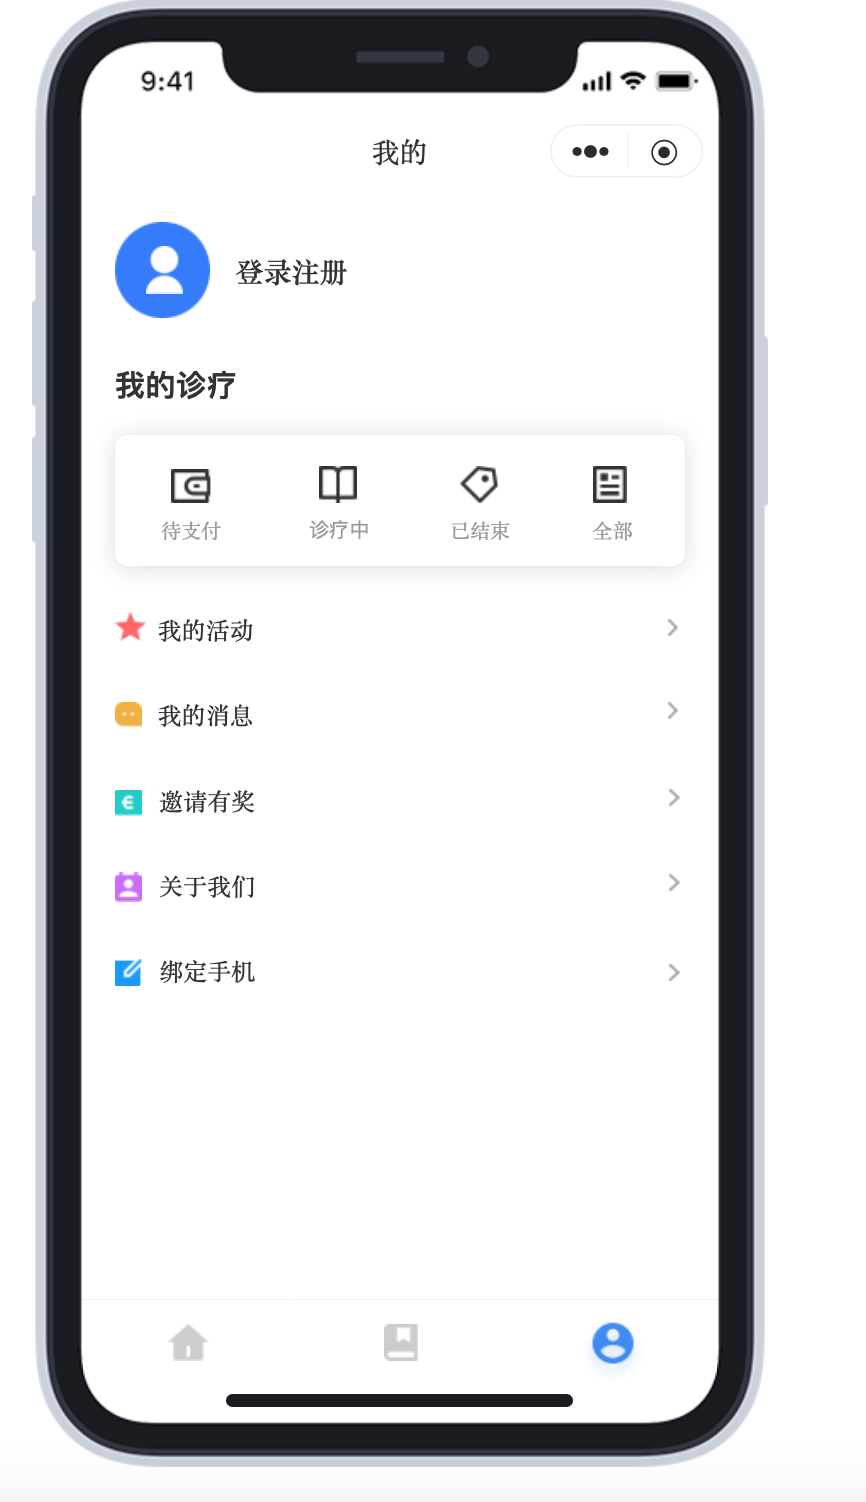 9:41
我的
登录注册
我的诊疗
待支付 诊疗中 已结束 全部
我的活动
我的消息
邀请有奖
关于我们
绑定手机